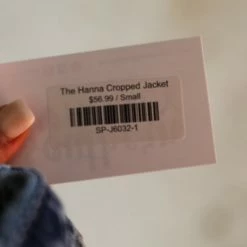 The Hanna Cropped Jacket
$56.99 / Small
SP-J6032-1